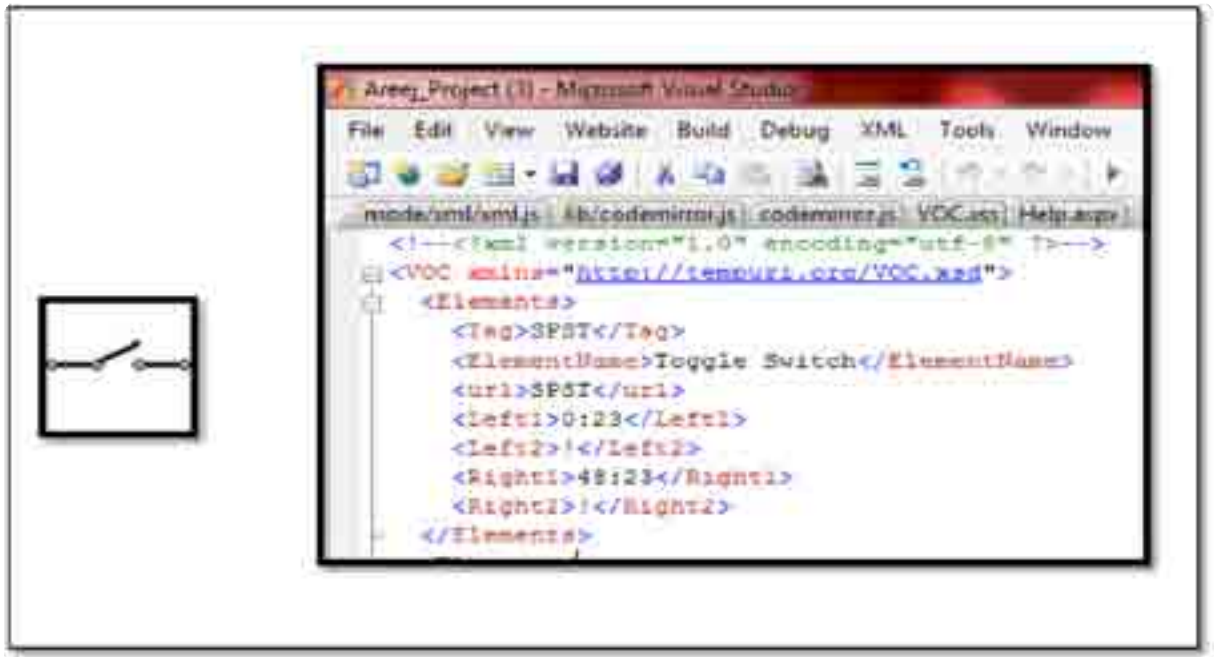 Areej_Project (1) - Microsoft Visual Studio
File Edit View Website Build Debug XML Tools Window
mode/xml/xml.js lib/codemirror.js codemirror.js VOC.xml Help.aspx
<!--<?xml version="1.0" encoding="utf-8" ?>-->
<VOC xmlns="http://tempuri.org/VOC.xsd">
<Elements>
<Tag>SPST</Tag>
<ElementName>Toggle Switch</ElementName>
<url>SPST</url>
<Left1>0:23</Left1>
<Left2>!</Left2>
<Right1>48:23</Right1>
<Right2>!</Right2>
</Elements>